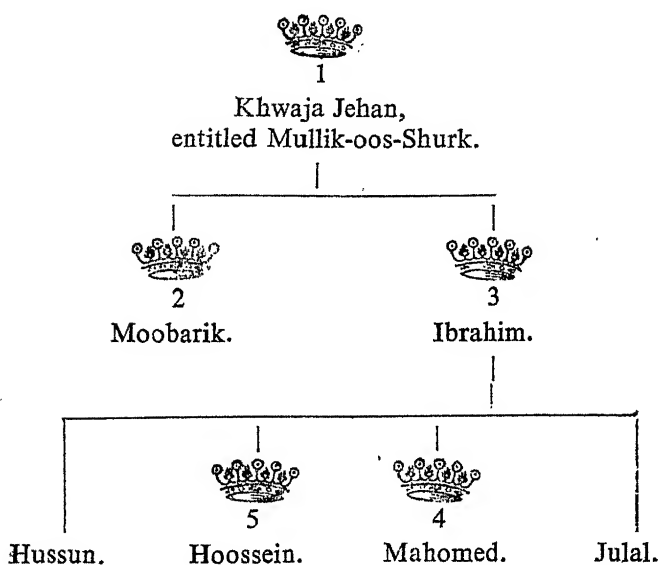 1
Khwaja Jehan,
entitled Mullik-oos-Shurk.
2 3
Moobarik. Ibrahim.
5 4
Hussun. Hoossein. Mahomed. Julal.